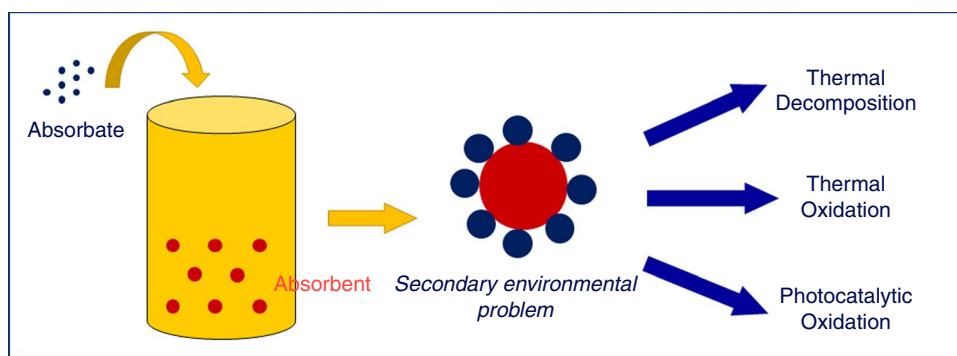 Absorbate
Absorbent
Secondary environmental
problem
Thermal
Decomposition
Thermal
Oxidation
Photocatalytic
Oxidation